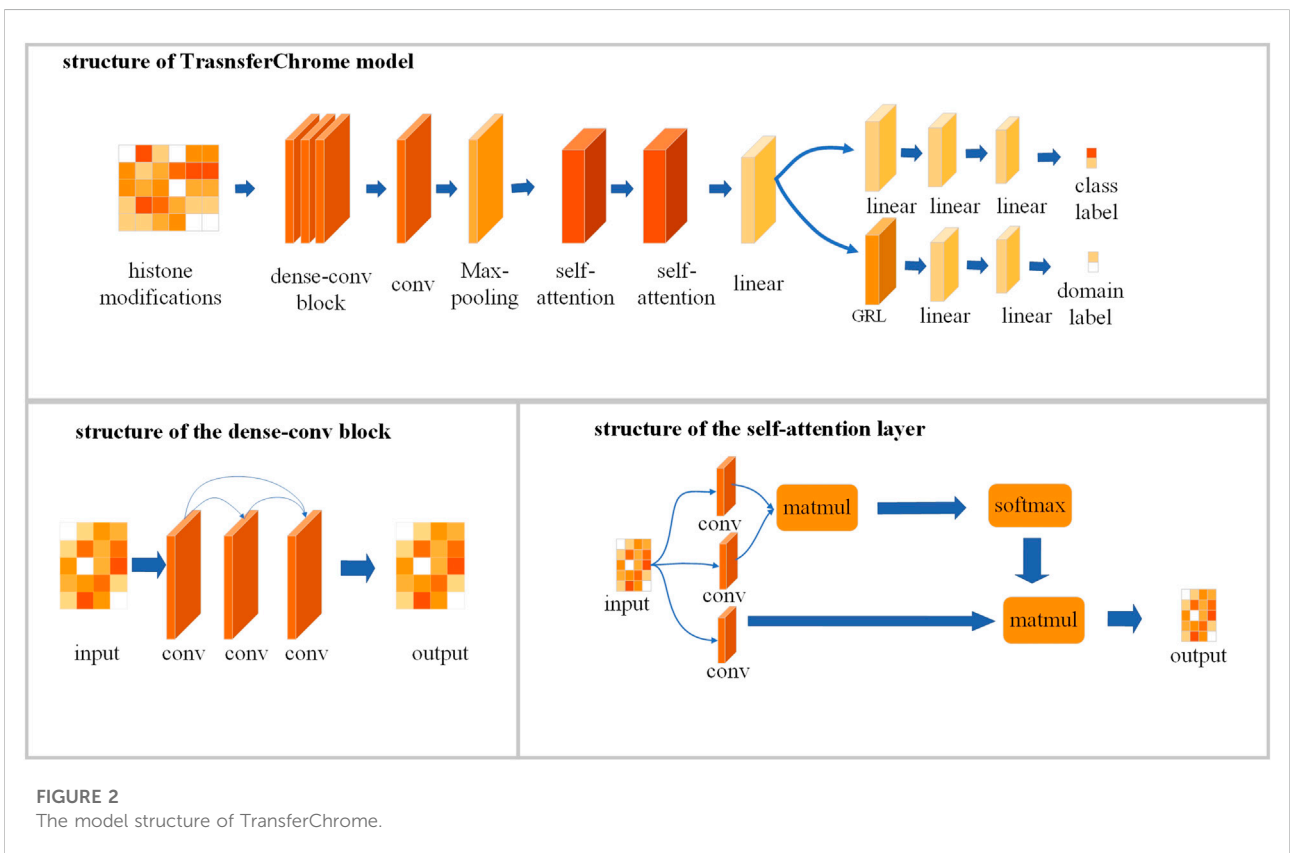 structure of TrasnsferChrome model
histone
modifications
dense-conv
block
conv
Max-
pooling
self-
attention
self-
attention
linear
linear
linear
linear
class
label
GRL
linear
linear
domain
label
structure of the dense-conv block
input
conv
conv
conv
output
structure of the self-attention layer
input
conv
conv
conv
matmul
softmax
matmul
output
FIGURE 2
The model structure of TransferChrome.